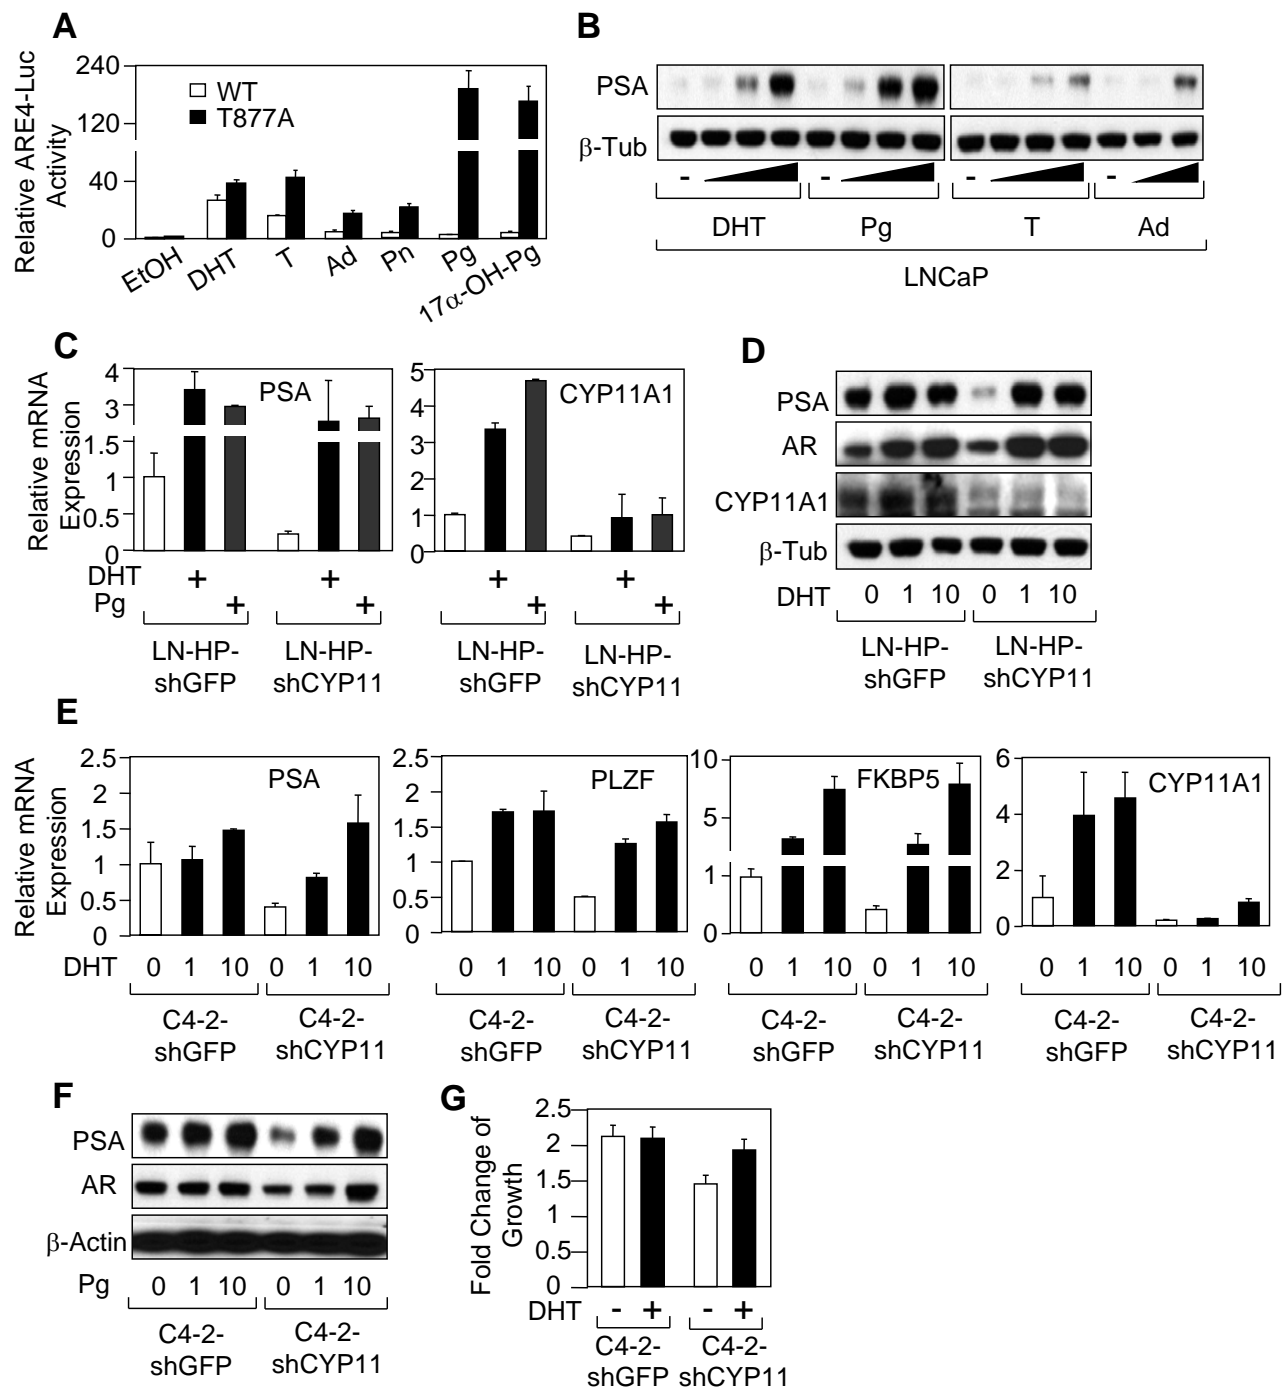 A
Relative ARE4-Luc
Activity
240
120
40
0
WT
T877A
EtOH
DHT
T
Ad
Pn
Pg
17α-OH-Pg
B
PSA
β-Tub
- - - -
DHT Pg T Ad
LNCaP
C
Relative mRNA
Expression
4
3
1.5
1
0.5
0
PSA
5
4
3
2
1
0
CYP11A1
DHT + + + +
Pg + + + +
LN-HP-
shGFP
LN-HP-
shCYP11
LN-HP-
shGFP
LN-HP-
shCYP11
D
PSA
AR
CYP11A1
β-Tub
DHT 0 1 10 0 1 10
LN-HP-
shGFP
LN-HP-
shCYP11
E
Relative mRNA
Expression
2.5
2
1.5
1
0.5
0
PSA
2.5
2
1.5
1
0.5
0
PLZF
10
5
1
0
FKBP5
6
4
2
0
CYP11A1
DHT 0 1 10 0 1 10 0 1 10 0 1 10 0 1 10 0 1 10 0 1 10 0 1 10
C4-2-
shGFP
C4-2-
shCYP11
C4-2-
shGFP
C4-2-
shCYP11
C4-2-
shGFP
C4-2-
shCYP11
C4-2-
shGFP
C4-2-
shCYP11
F
PSA
AR
β-Actin
Pg 0 1 10 0 1 10
C4-2-
shGFP
C4-2-
shCYP11
G
Fold Change of
Growth
2.5
2
1.5
1
0.5
0
DHT - + - +
C4-2-
shGFP
C4-2-
shCYP11